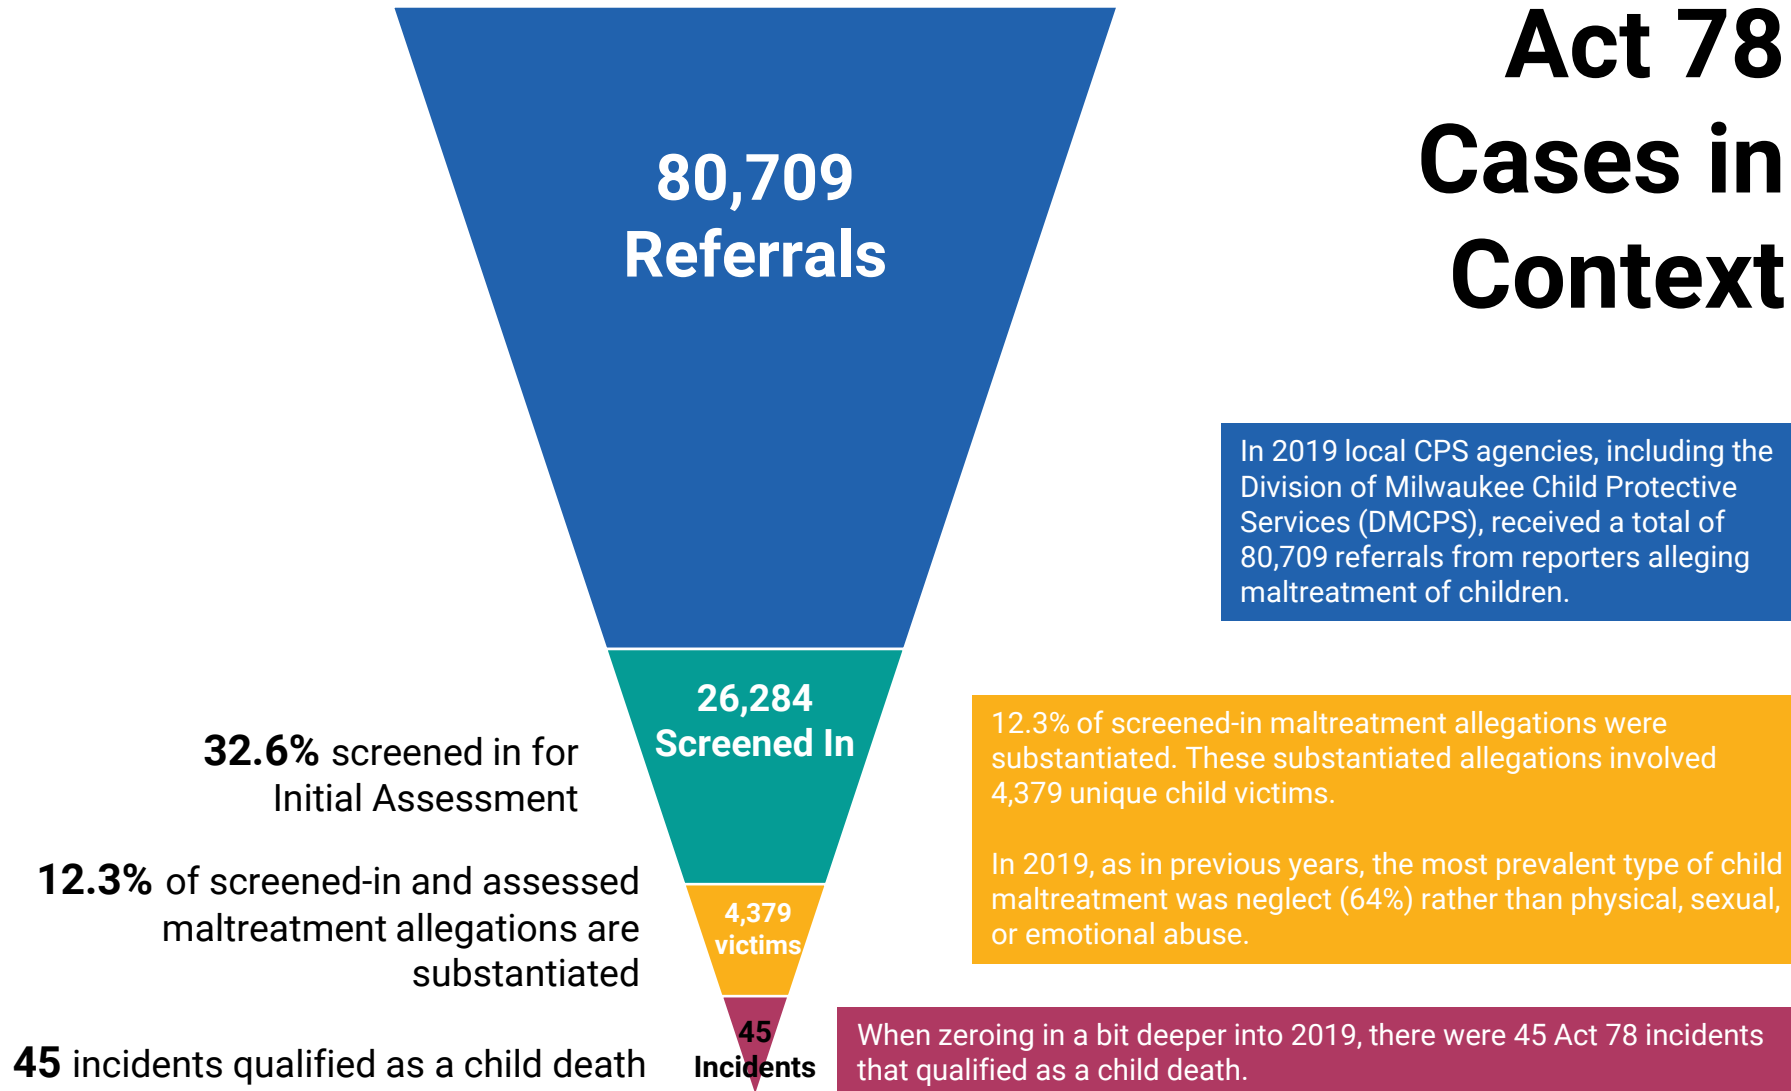 Act 78
Cases in
Context
80,709
Referrals
In 2019 local CPS agencies, including the
Division of Milwaukee Child Protective
Services (DMCPS), received a total of
80,709 referrals from reporters alleging
maltreatment of children.
26,284
Screened In
32.6% screened in for
Initial Assessment
12.3% of screened-in maltreatment allegations were
substantiated. These substantiated allegations involved
4,379 unique child victims.
In 2019, as in previous years, the most prevalent type of child
maltreatment was neglect (64%) rather than physical, sexual,
or emotional abuse.
12.3% of screened-in and assessed
maltreatment allegations are
substantiated
4,379
victims
45 incidents qualified as a child death
45
Incidents
When zeroing in a bit deeper into 2019, there were 45 Act 78 incidents
that qualified as a child death.